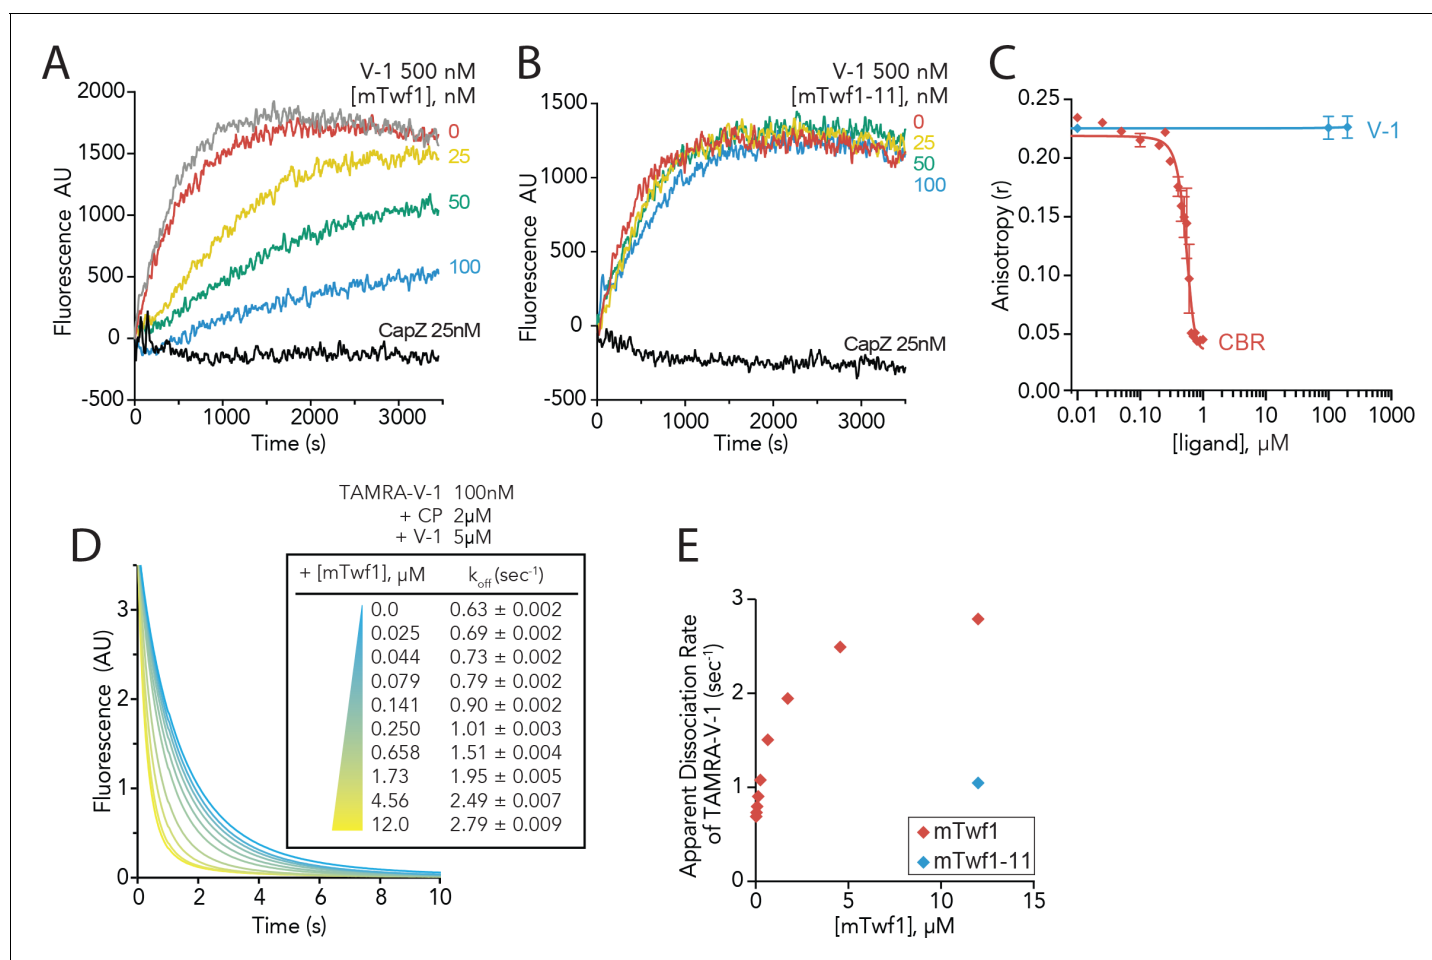 A
V-1 500 nM
[mTwf1], nM
2000
1500
1000
500
0
-500
Fluorescence AU
0
25
50
100
CapZ 25nM
0 1000 2000 3000
Time (s)
B
V-1 500 nM
[mTwf1-11], nM
1500
1000
500
0
-500
Fluorescence AU
0
25
50
100
CapZ 25nM
0 1000 2000 3000
Time (s)
C
0.25
0.20
0.15
0.10
0.05
0.00
Anisotropy (r)
V-1
CBR
0.01 0.10 1 10 100 1000
[ligand], µM
D
TAMRA-V-1 100nM
+ CP 2µM
+ V-1 5µM
+ [mTwf1], µM koff (sec-1)
0.0 0.63 ± 0.002
0.025 0.69 ± 0.002
0.044 0.73 ± 0.002
0.079 0.79 ± 0.002
0.141 0.90 ± 0.002
0.250 1.01 ± 0.003
0.658 1.51 ± 0.004
1.73 1.95 ± 0.005
4.56 2.49 ± 0.007
12.0 2.79 ± 0.009
3
2
1
0
Fluorescence (AU)
0 2 4 6 8 10
Time (s)
E
3
2
1
0
Apparent Dissociation Rate
of TAMRA-V-1 (sec-1)
mTwf1
mTwf1-11
0 5 10 15
[mTwf1], µM